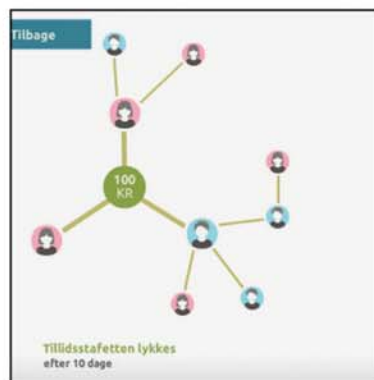 Tilbage
100
KR
Tillidsstafetten lykkes
efter 10 dage